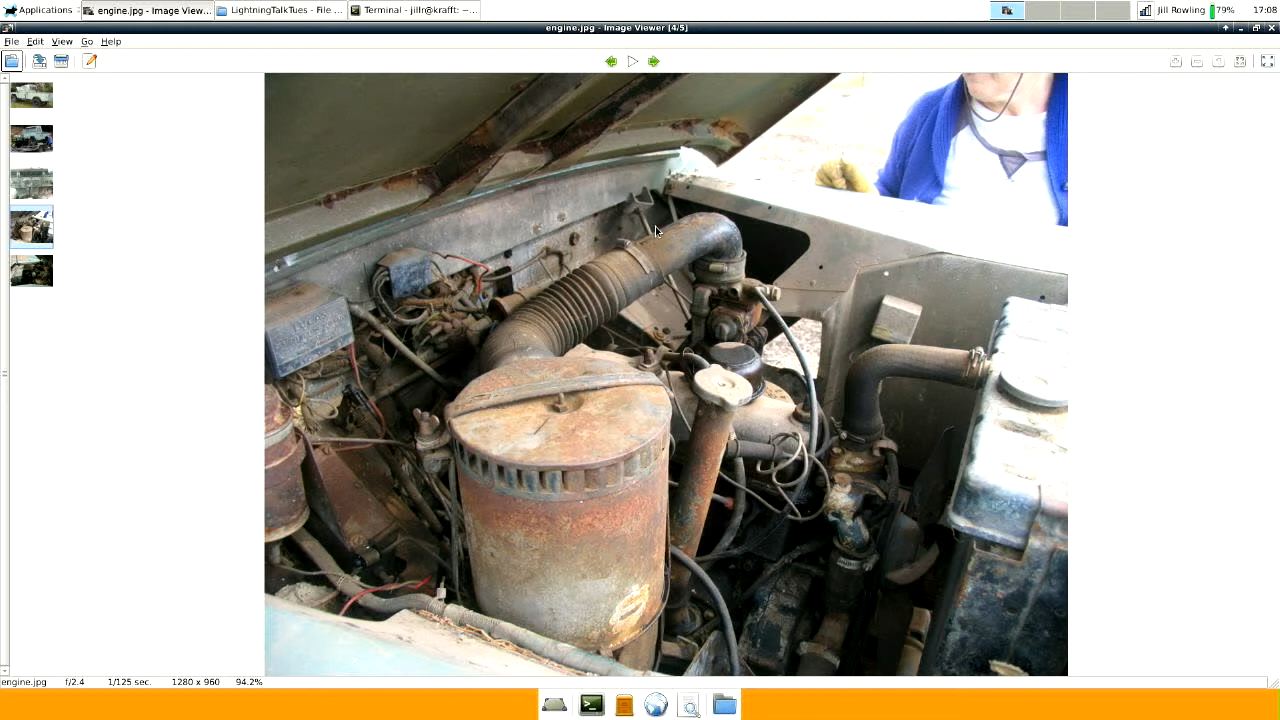 Applications
engine.jpg - Image View...
LightningTalkTues - File ...
Terminal - jillr@krafft: ~...
Jill Rowling
79%
17:08
engine.jpg - Image Viewer [4/5]
File Edit View Go Help
engine.jpg f/2.4 1/125 sec. 1280 x 960 94.2%